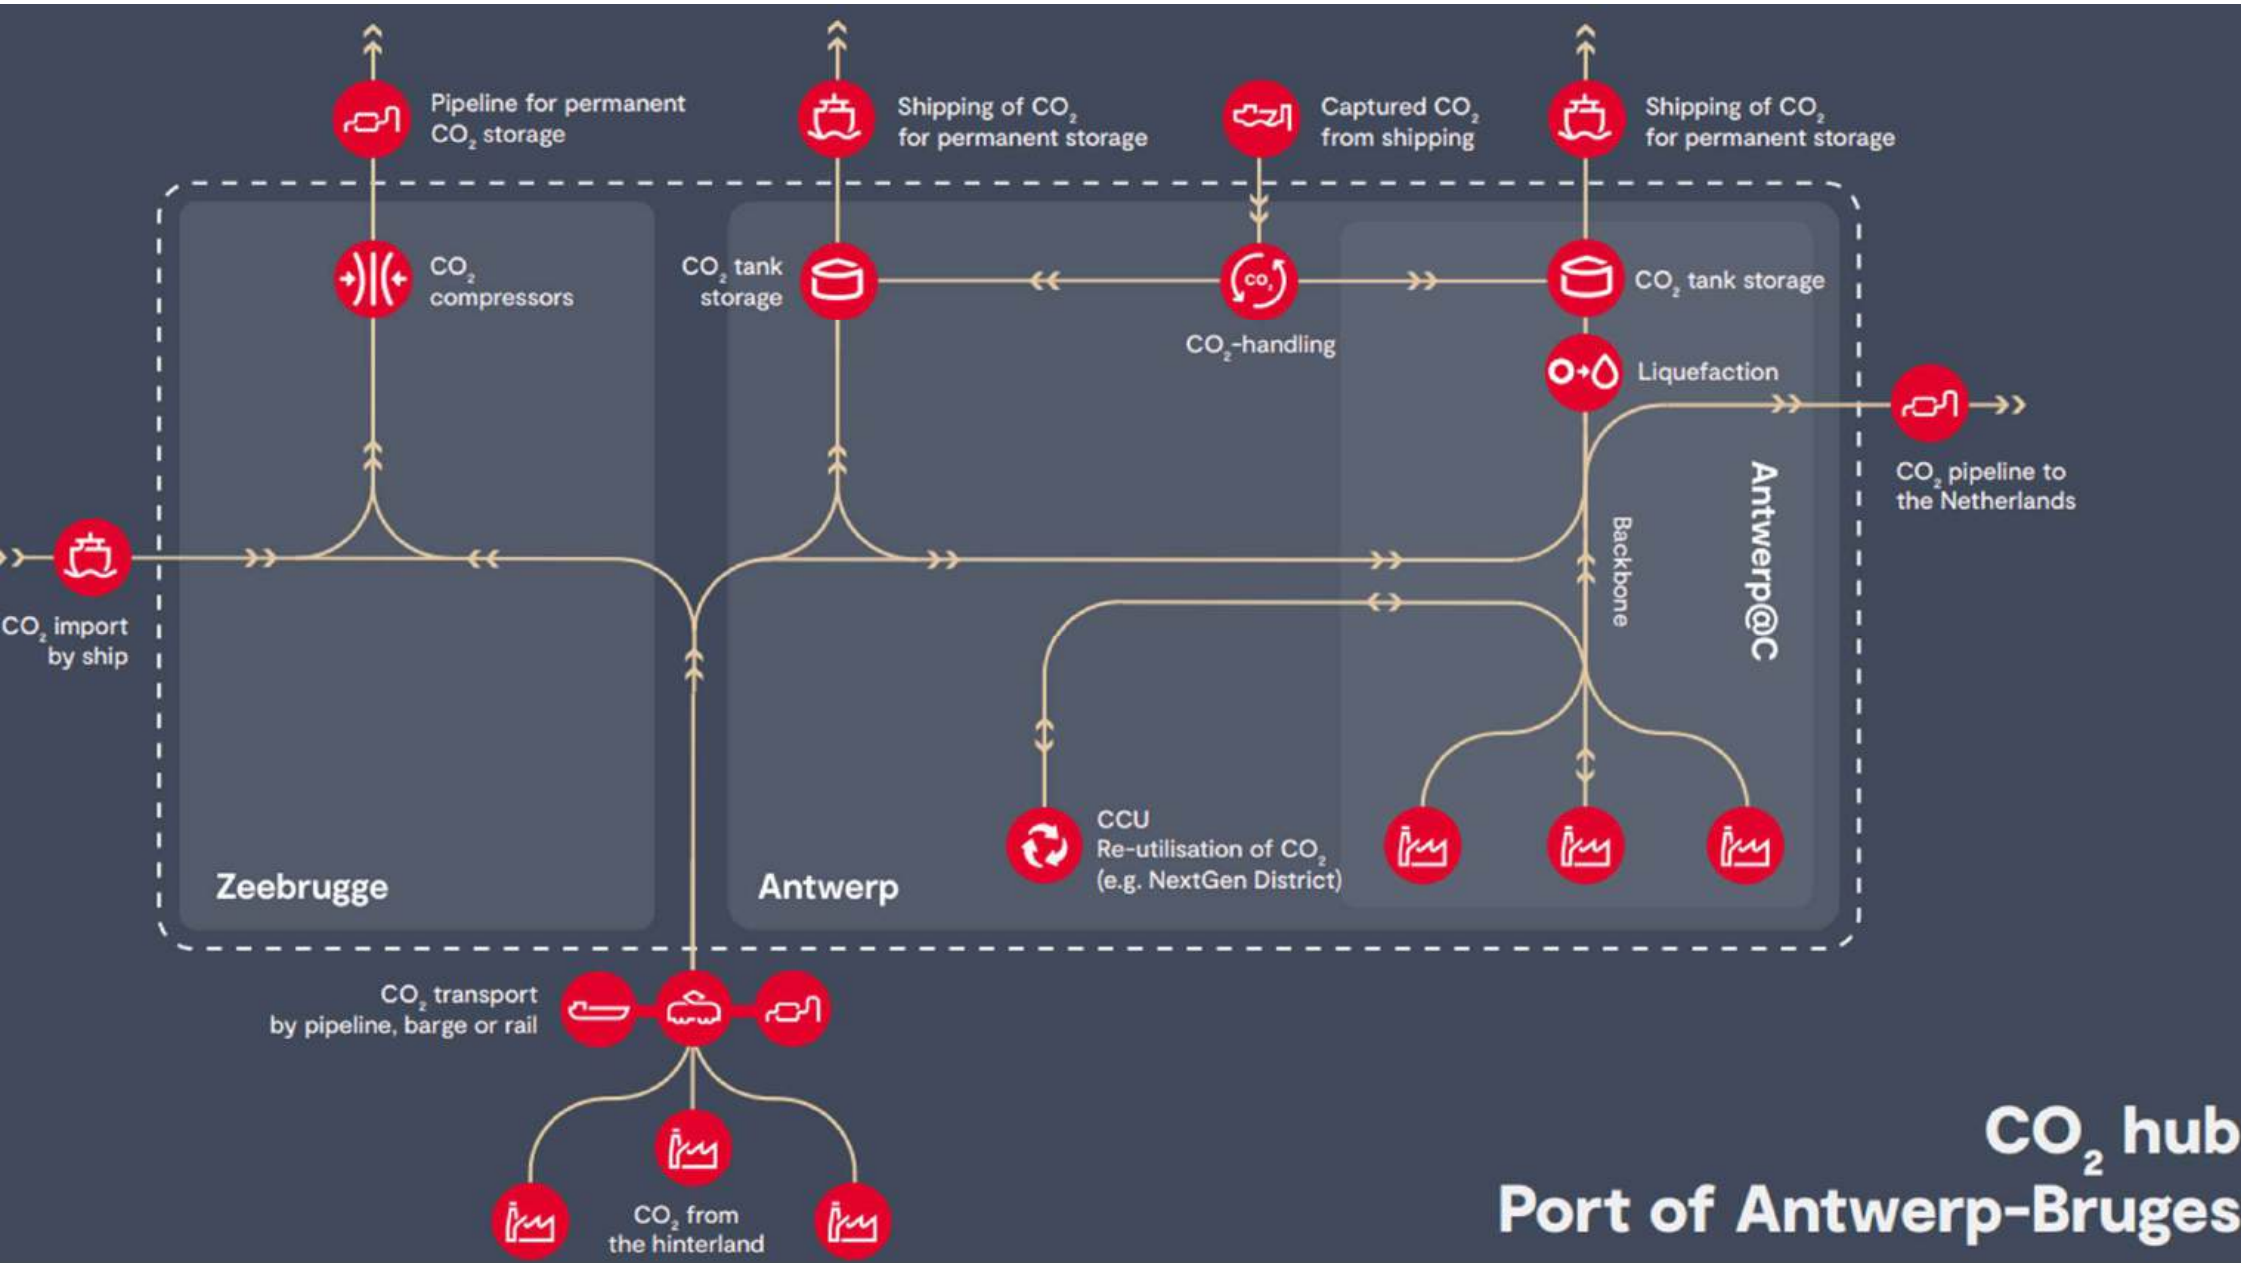 Pipeline for permanent
CO₂ storage
Shipping of CO₂
for permanent storage
Captured CO₂
from shipping
Shipping of CO₂
for permanent storage
CO₂
compressors
CO₂ tank
storage
CO₂
CO₂-handling
CO₂ tank storage
Liquefaction
CO₂ pipeline to
the Netherlands
Backbone
Antwerp@C
CO₂ import
by ship
CCU
Re-utilisation of CO₂
(e.g. NextGen District)
Zeebrugge
Antwerp
CO₂ transport
by pipeline, barge or rail
CO₂ from
the hinterland
CO₂ hub
Port of Antwerp-Bruges